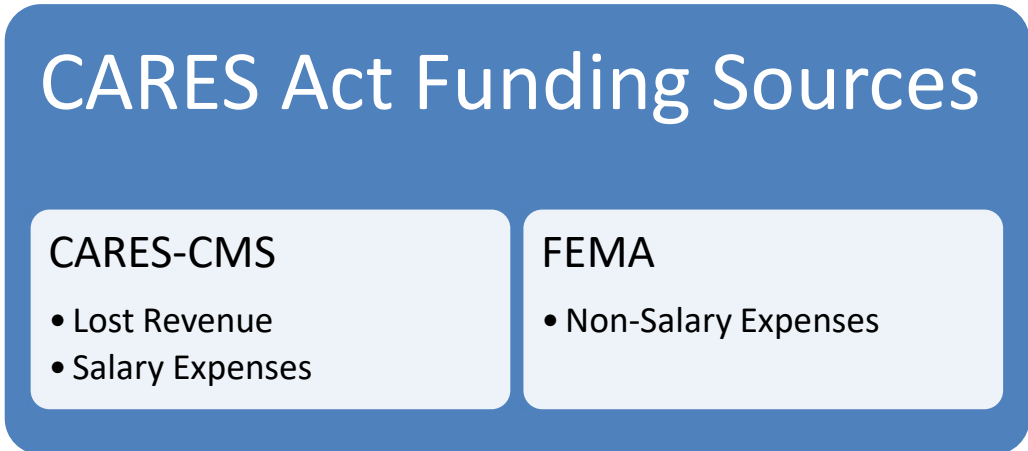 CARES Act Funding Sources
CARES-CMS
• Lost Revenue
• Salary Expenses
FEMA
• Non-Salary Expenses